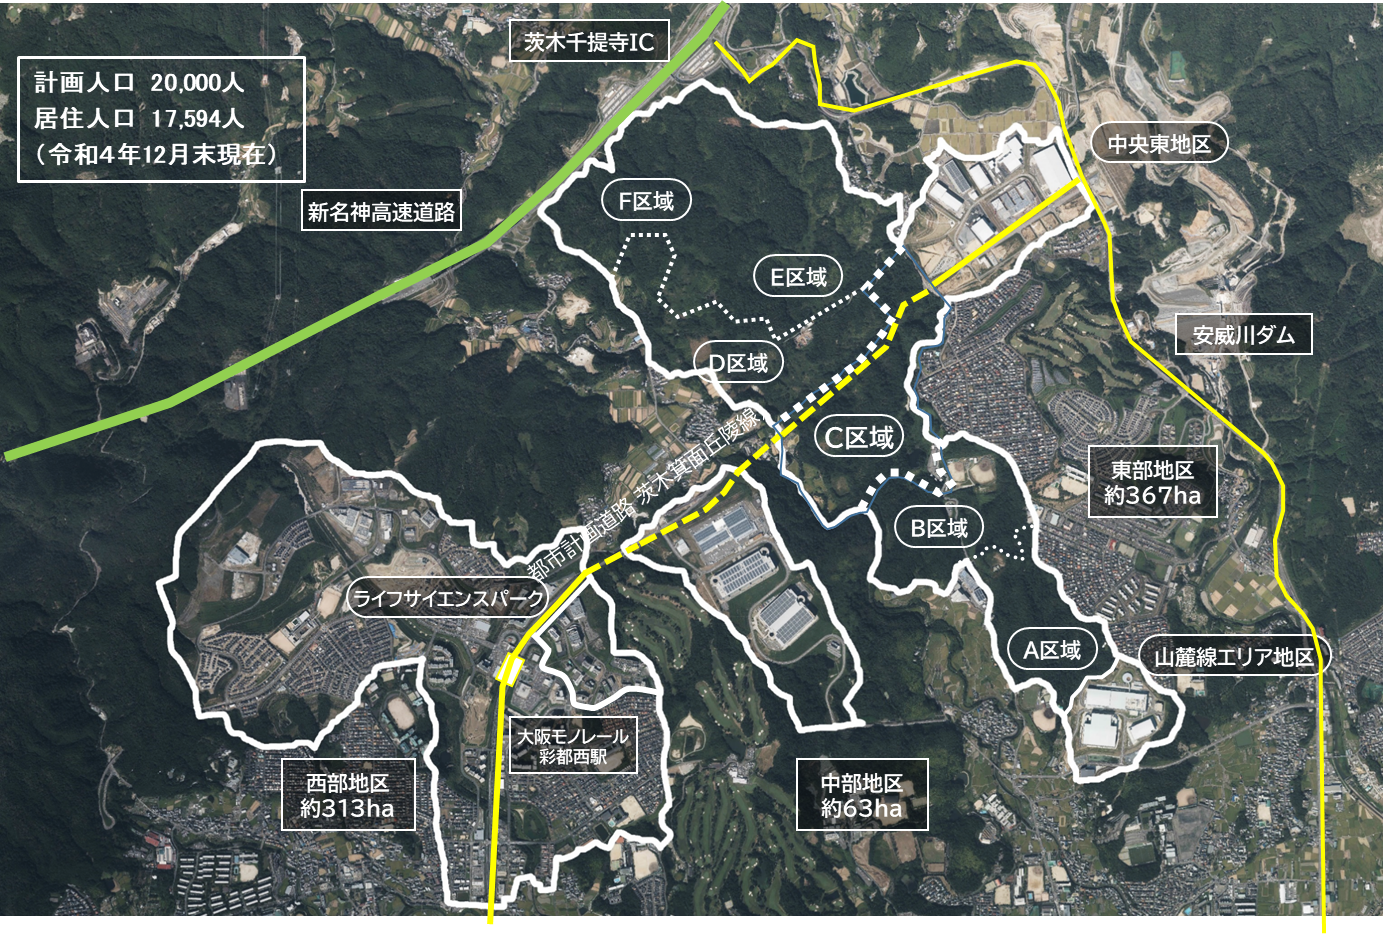 茨木千提寺IC
計画人口 20,000人
居住人口 17,594人
（令和4年12月末現在）
中央東地区
新名神高速道路
F区域
E区域
安威川ダム
D区域
都市計画道路 茨木箕面丘陵線
C区域
東部地区
約367ha
B区域
ライフサイエンスパーク
A区域
山麓線エリア地区
大阪モノレール
彩都西駅
西部地区
約313ha
中部地区
約63ha